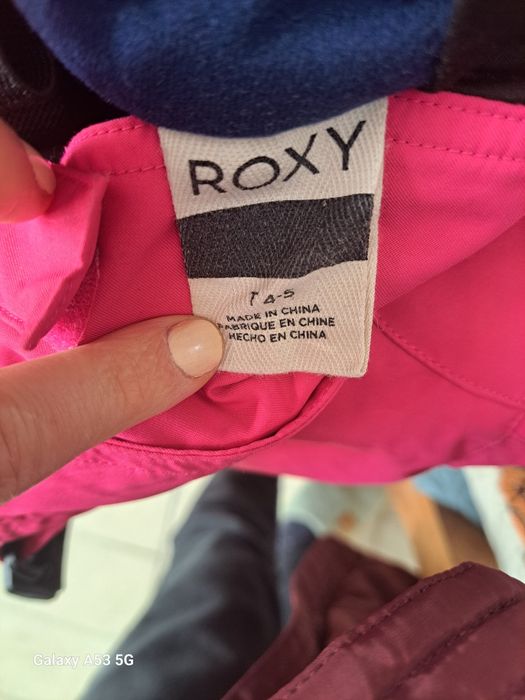 ROXY
T 4-5
MADE IN CHINA
FABRIQUE EN CHINE
HECHO EN CHINA
Galaxy A53 5G